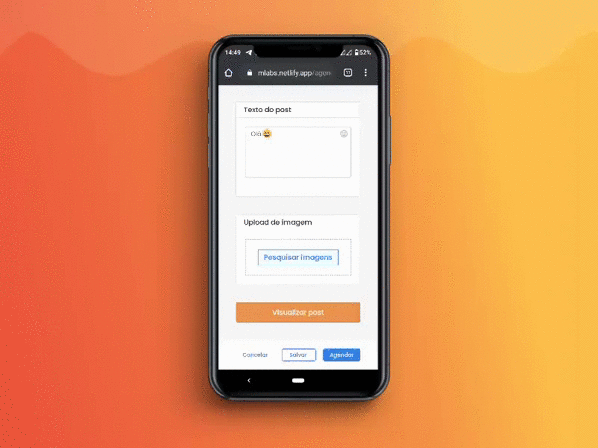 14:49 52%
mlabs.netlify.app/agen 11
Texto do post
Olá 😀
Upload de imagem
Pesquisar imagens
Visualizar post
Cancelar Salvar Agendar